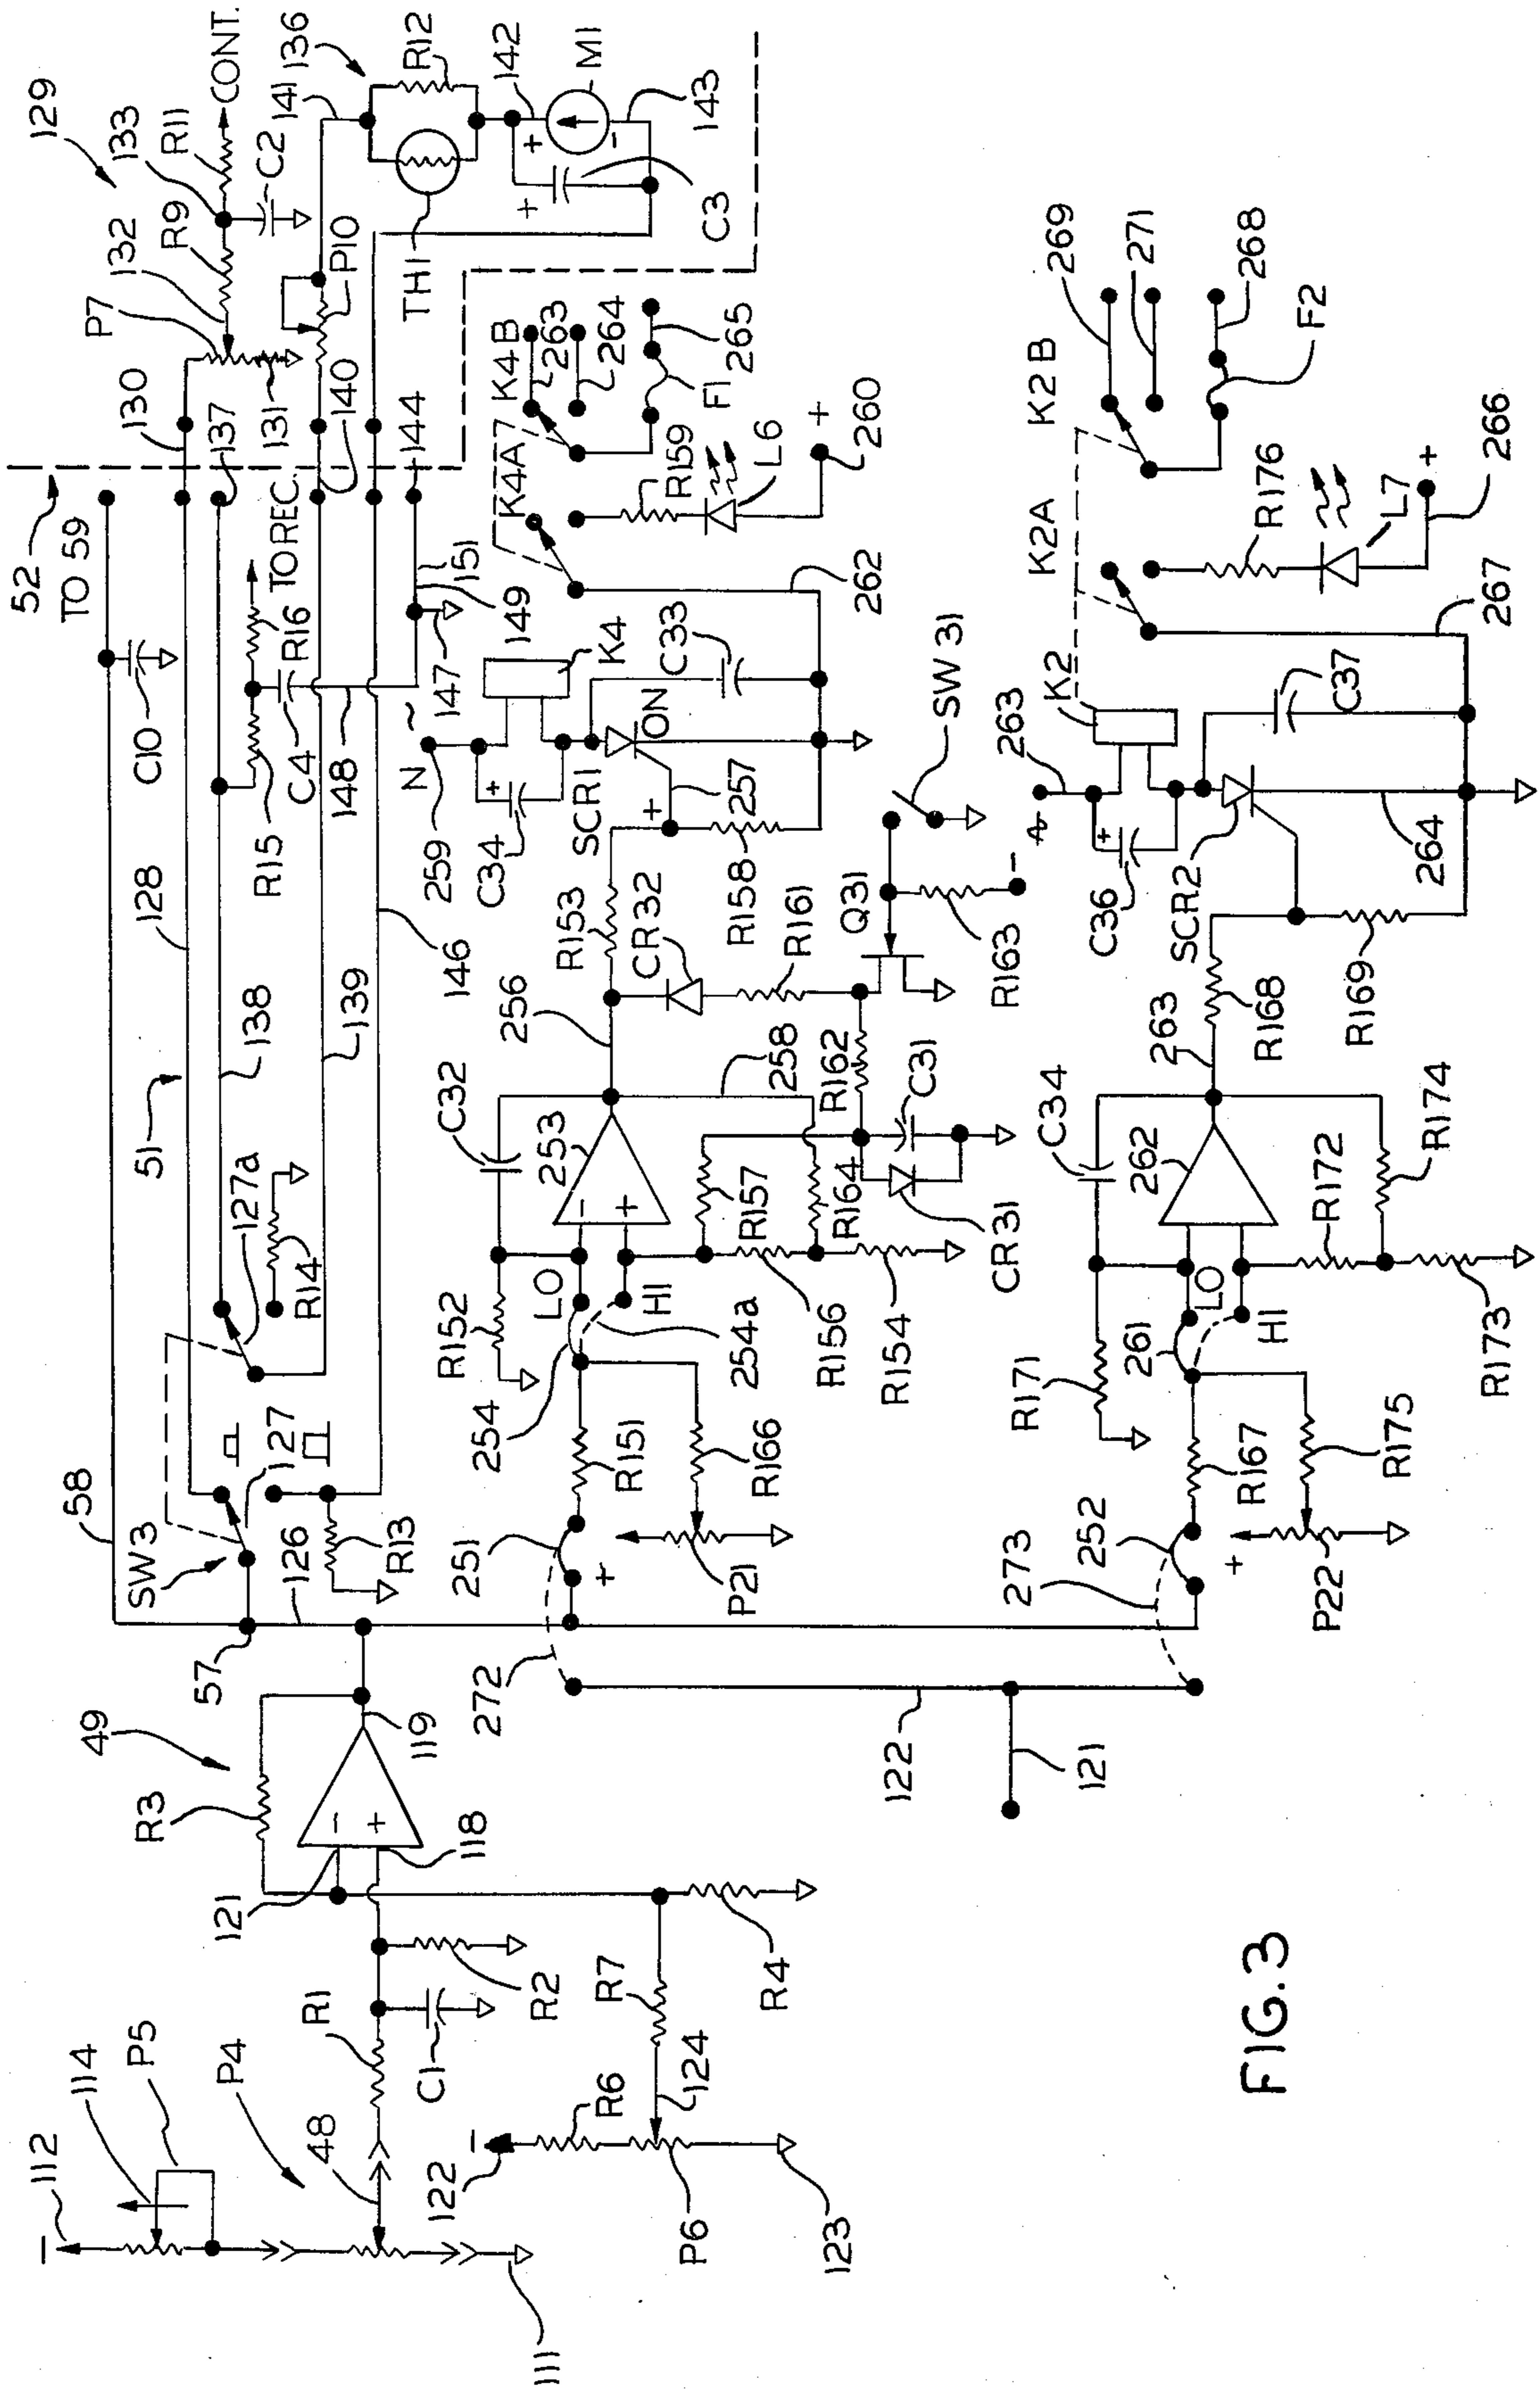 129
CONT.
R11
133
C2
136
R12
141
142
M1
143
+
-
+
C3
TH1
P7
132
R9
P10
130
131
137
140
144
52
TO 59
TO REC.
R16
C10
C4
R15
148
128
51
138
139
146
147
149
151
127a
R14
58
SW3
127
126
R13
57
49
R3
119
-
+
118
121
R1
C1
R2
R7
R4
124
R6
P6
122
-
123
112
-
114
P5
P4
48
111
K4B
263
264
265
F1
K4A
R159
L6
+
260
262
N
~
259
K4
C33
C34
+
SCR1
ON
257
+
R158
SW 31
Q31
R163
-
R153
CR32
R161
256
C32
253
258
R162
C31
-
+
R157
R164
CR31
R152
LO
HI
254
254a
R156
R154
R151
R166
251
+
P21
272
122
121
269
271
268
K2B
F2
K2A
R176
L7
+
266
267
K2
263
C37
C36
+
SCR2
264
R169
R168
263
C34
262
R174
R172
R171
261
LO
HI
R173
R167
R175
252
273
+
P22
FIG.3